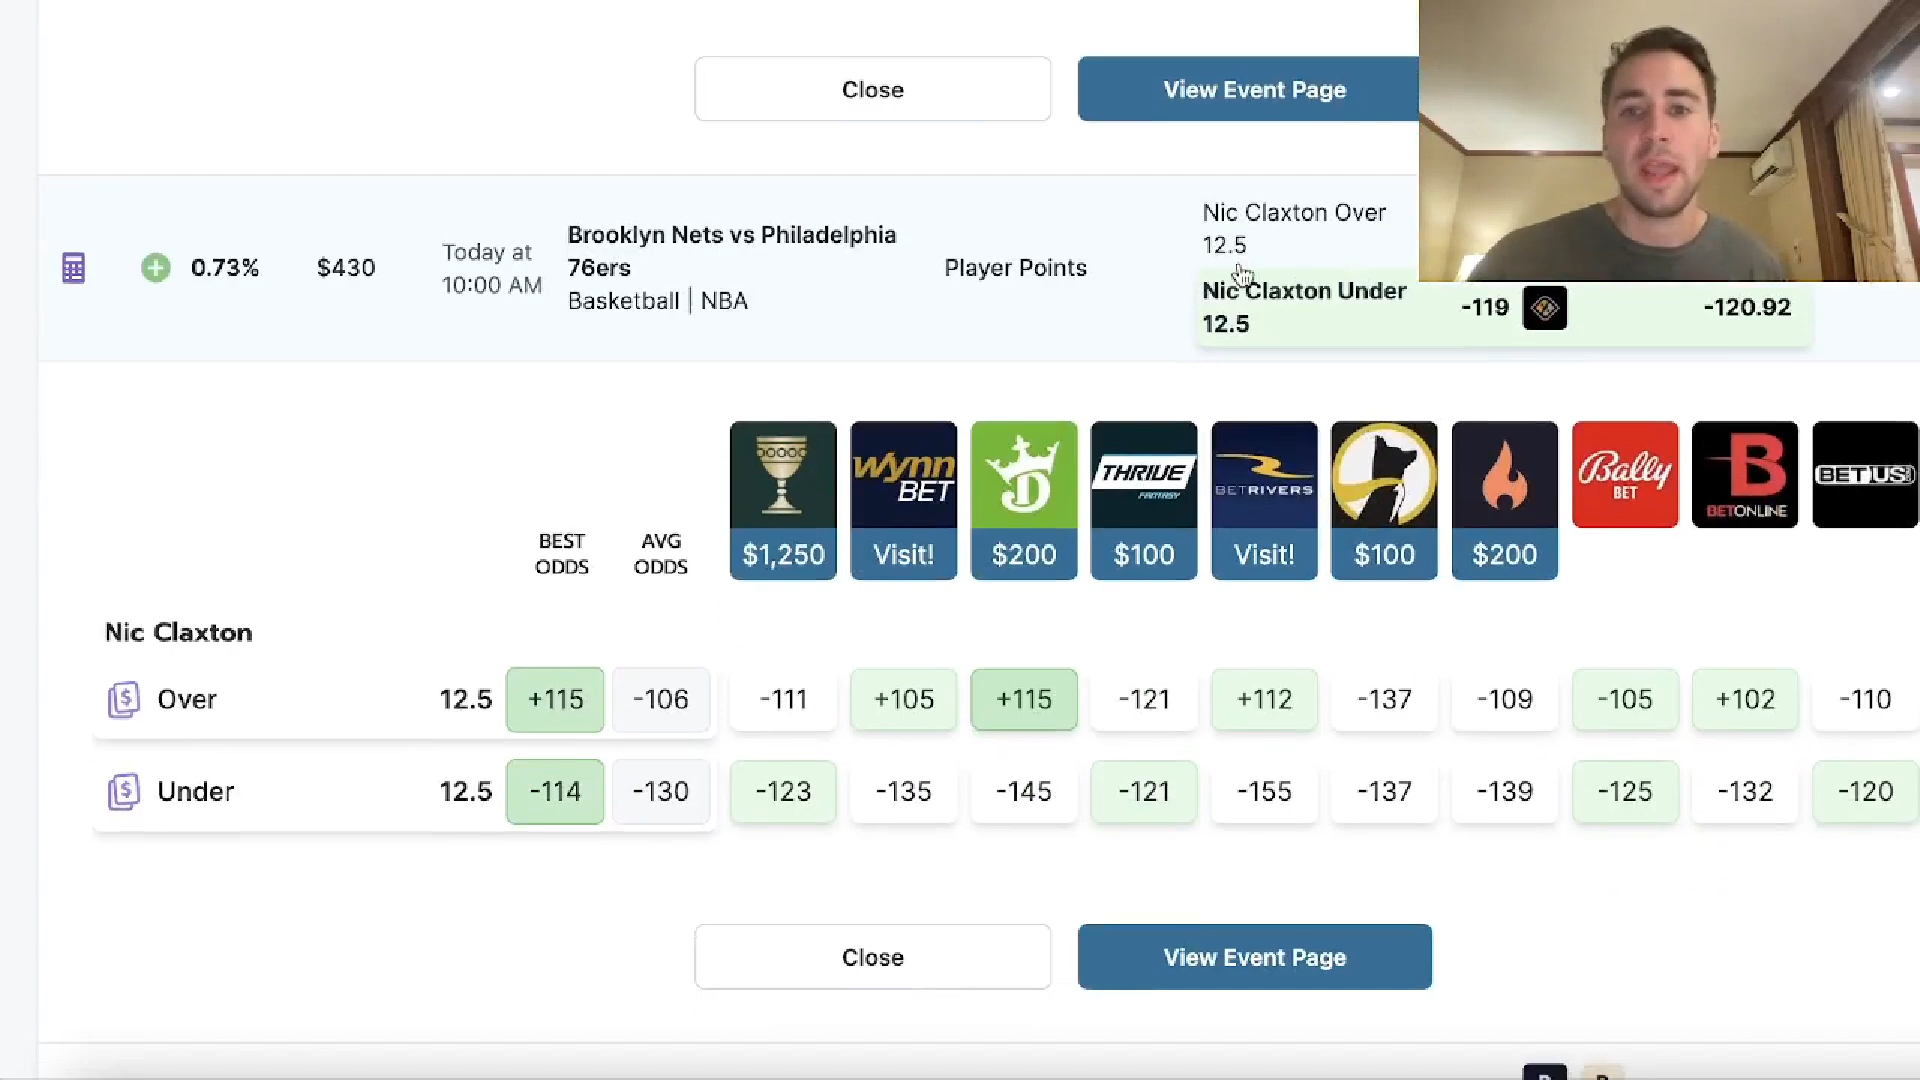 Close
View Event Page
0.73%
$430
Today at
10:00 AM
Brooklyn Nets vs Philadelphia
76ers
Basketball | NBA
Player Points
Nic Claxton Over
12.5
Nic Claxton Under
12.5
-119
-120.92
BEST
ODDS
AVG
ODDS
$1,250
Wynn
BET
Visit!
D
$200
THRIVE
FANTASY
$100
BETRIVERS
Visit!
$100
$200
Bally
BET
B
BETONLINE
BETUS
Nic Claxton
Over 12.5 +115 -106 -111 +105 +115 -121 +112 -137 -109 -105 +102 -110
Under 12.5 -114 -130 -123 -135 -145 -121 -155 -137 -139 -125 -132 -120
Close
View Event Page